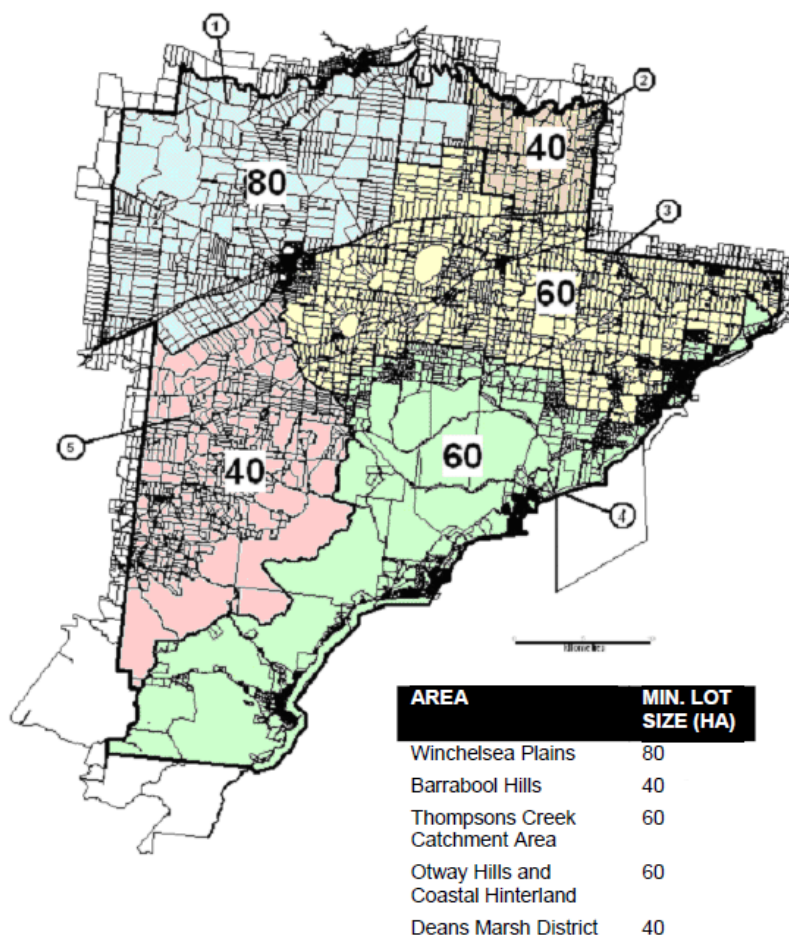 1
2
40
80
3
60
5
40
60
4
AREA MIN. LOT
SIZE (HA)
Winchelsea Plains 80
Barrabool Hills 40
Thompsons Creek 60
Catchment Area
Otway Hills and 60
Coastal Hinterland
Deans Marsh District 40